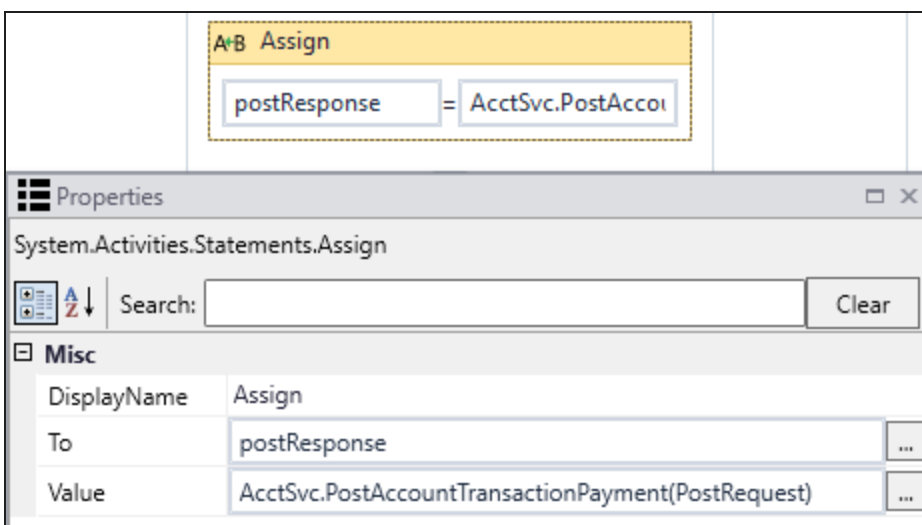 A+B Assign
postResponse = AcctSvc.PostAccou
Properties
System.Activities.Statements.Assign
A Z Search: Clear
Misc
DisplayName Assign
To postResponse ...
Value AcctSvc.PostAccountTransactionPayment(PostRequest) ...